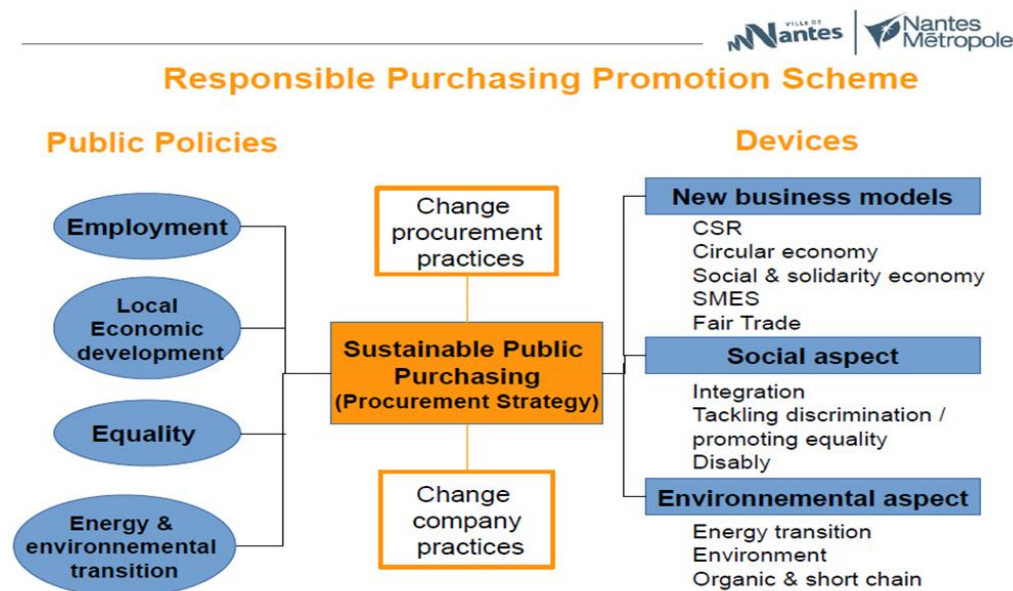 VILLE DE
Nantes
Nantes
Métropole
Responsible Purchasing Promotion Scheme
Public Policies
Employment
Local
Economic
development
Equality
Energy &
environnemental
transition
Change
procurement
practices
Sustainable Public
Purchasing
(Procurement Strategy)
Change
company
practices
Devices
New business models
CSR
Circular economy
Social & solidarity economy
SMES
Fair Trade
Social aspect
Integration
Tackling discrimination /
promoting equality
Disably
Environnemental aspect
Energy transition
Environment
Organic & short chain